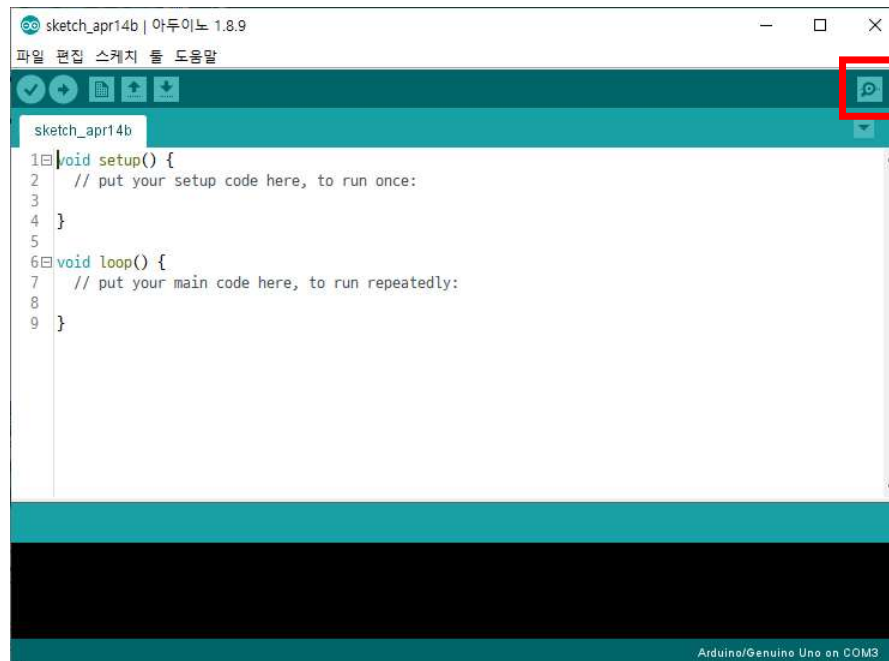 sketch_apr14b | 아두이노 1.8.9
파일 편집 스케치 툴 도움말
sketch_apr14b
1 void setup() {
2 // put your setup code here, to run once:
3
4 }
5
6 void loop() {
7 // put your main code here, to run repeatedly:
8
9 }
Arduino/Genuino Uno on COM3